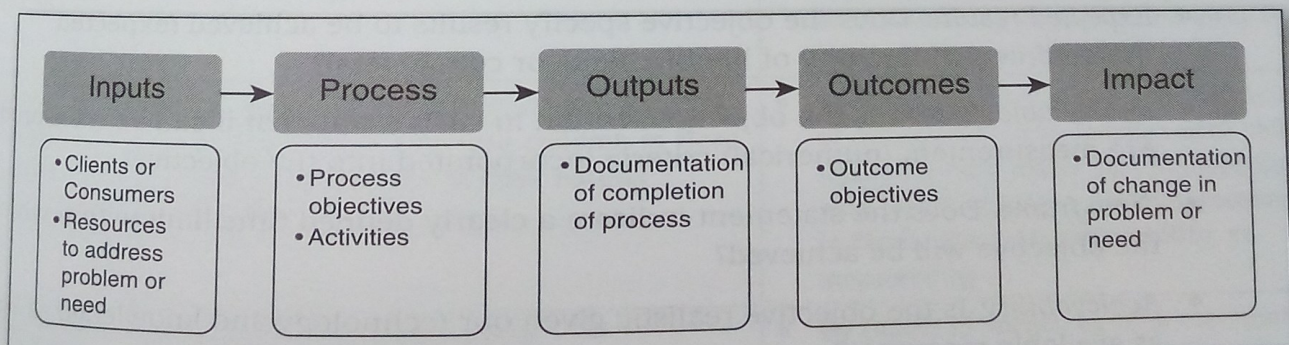 Inputs
Process
Outputs
Outcomes
Impact
•Clients or
Consumers
•Resources
to address
problem or
need
•Process
objectives
•Activities
•Documentation
of completion
of process
•Outcome
objectives
•Documentation
of change in
problem or
need